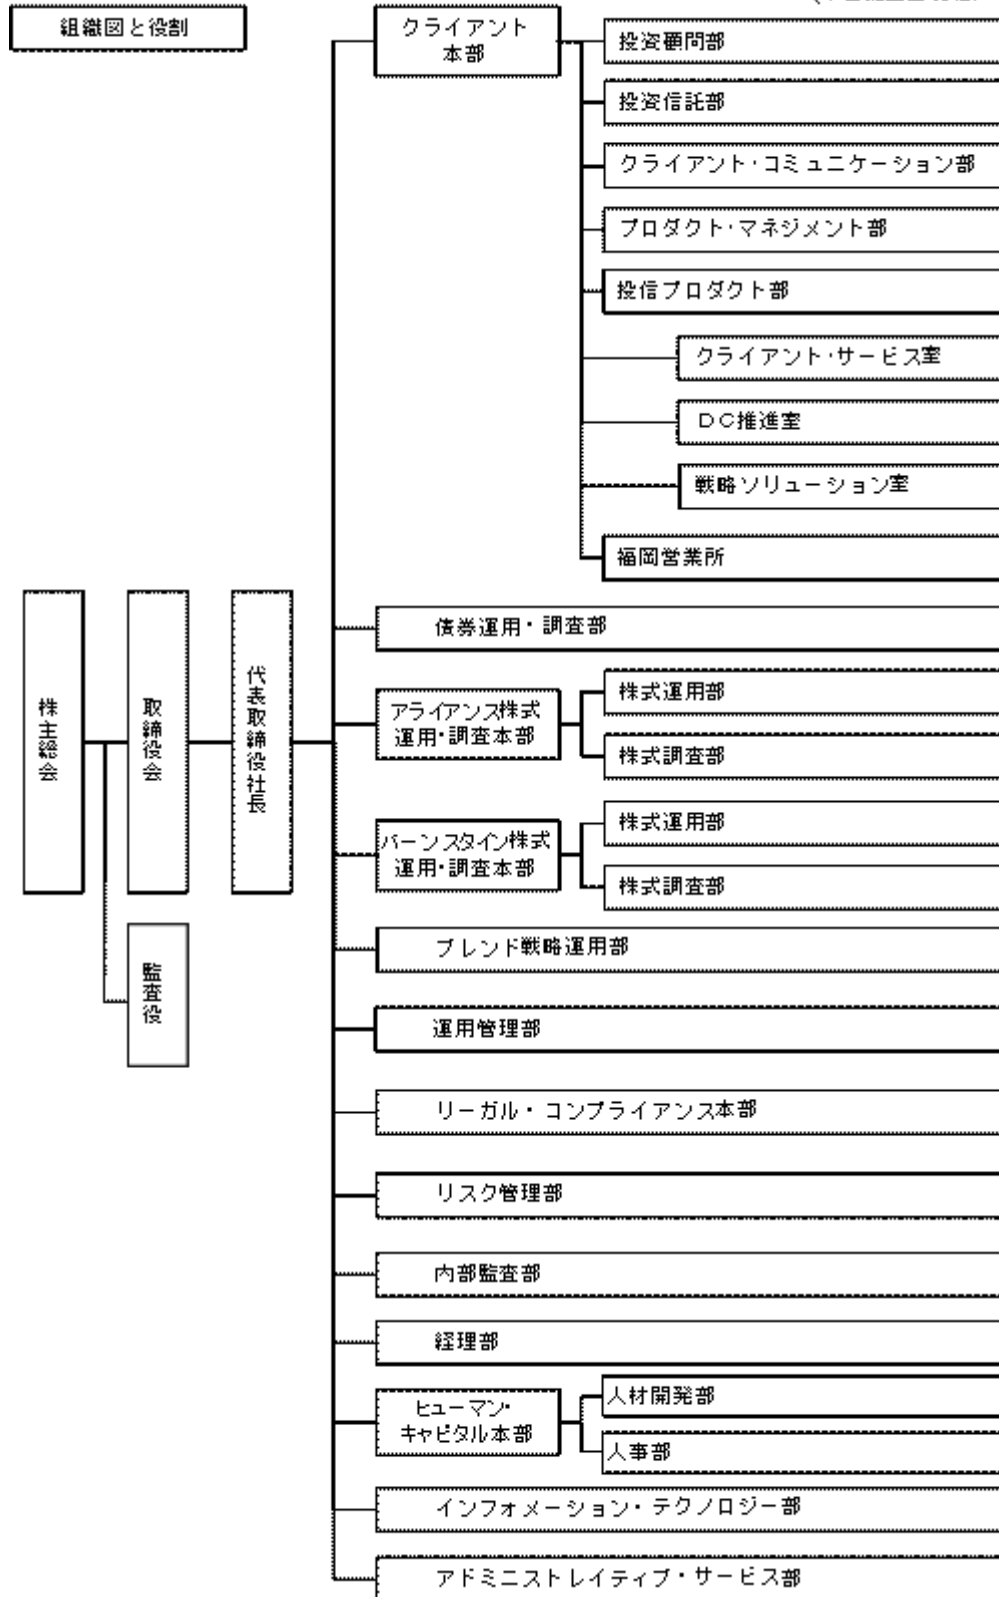 組織図と役割
クライアント
本部
投資顧問部
投資信託部
クライアント・コミュニケーション部
プロダクト・マネジメント部
投信プロダクト部
クライアント・サービス室
DC推進室
戦略ソリューション室
福岡営業所
株主総会
取締役会
代表取締役社長
監査役
債券運用・調査部
アライアンス株式
運用・調査本部
株式運用部
株式調査部
バーンスタイン株式
運用・調査本部
株式運用部
株式調査部
ブレンド戦略運用部
運用管理部
リーガル・コンプライアンス本部
リスク管理部
内部監査部
経理部
ヒューマン・
キャピタル本部
人材開発部
人事部
インフォメーション・テクノロジー部
アドミニストレイティブ・サービス部